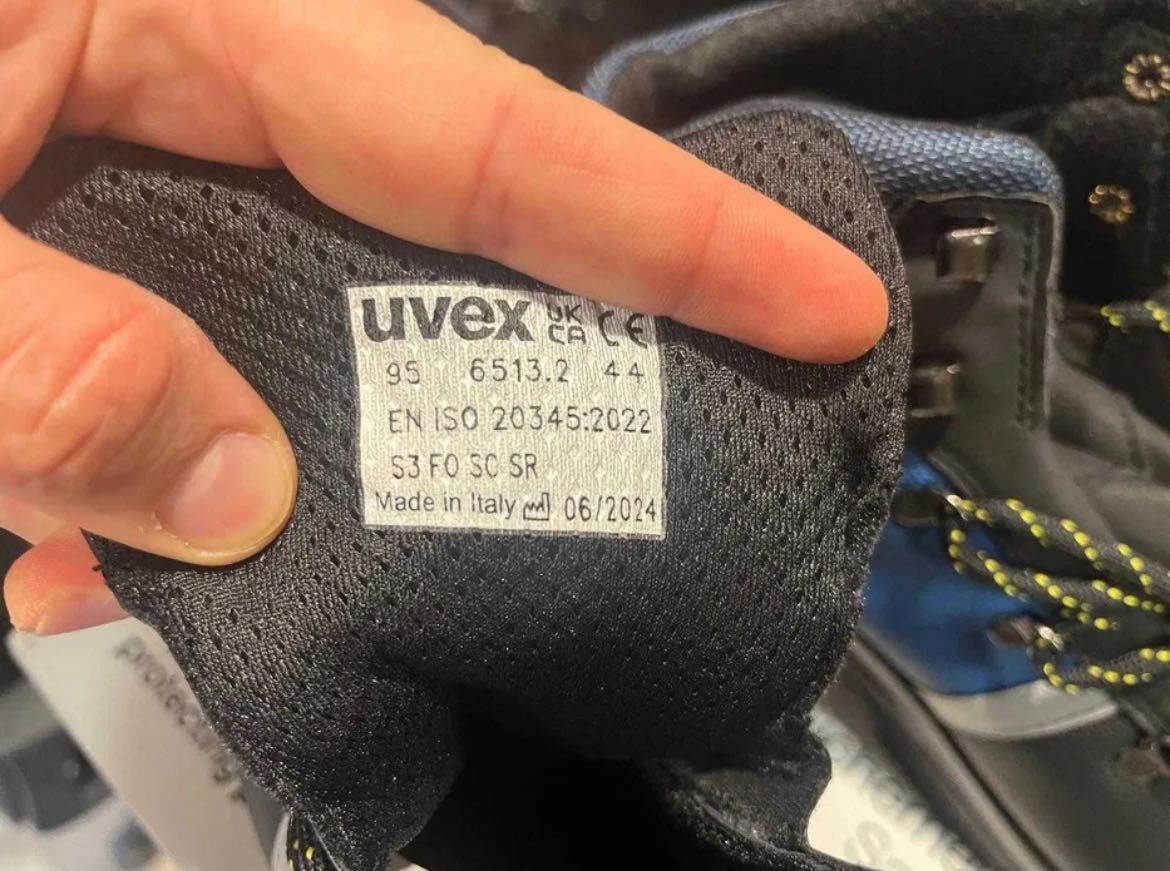 uvex UK CA CE
95 6513.2 44
EN ISO 20345:2022
S3 FO SC SR
Made in Italy 06/2024
protecting